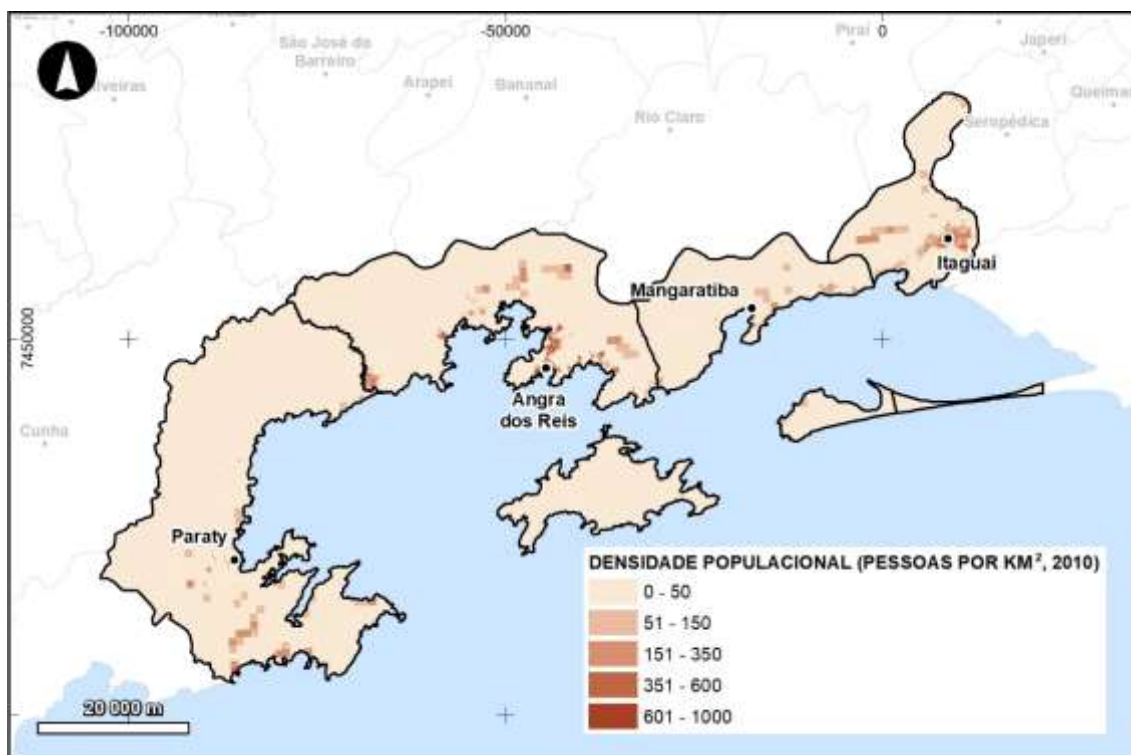 -100000
-50000
0
São José do
Barreiro
Arapeí
Bananal
Piraí
Japeri
Rio Claro
Seropédica
Itaguaí
Mangaratiba
7450000
Angra
dos Reis
Cunha
Paraty
DENSIDADE POPULACIONAL (PESSOAS POR KM², 2010)
0 - 50
51 - 150
151 - 350
351 - 600
601 - 1000
20 000 m